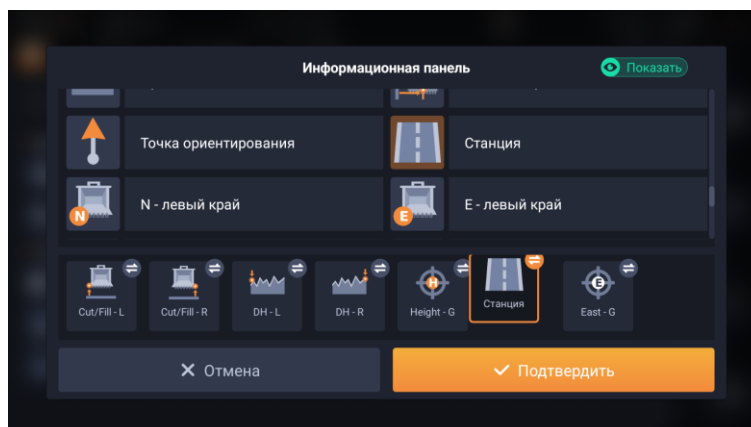 Информационная панель
Показать
Точка ориентирования
Станция
N
N - левый край
E
E - левый край
Cut/Fill - L
Cut/Fill - R
DH - L
DH - R
H
Height - G
Станция
E
East - G
Отмена
Подтвердить